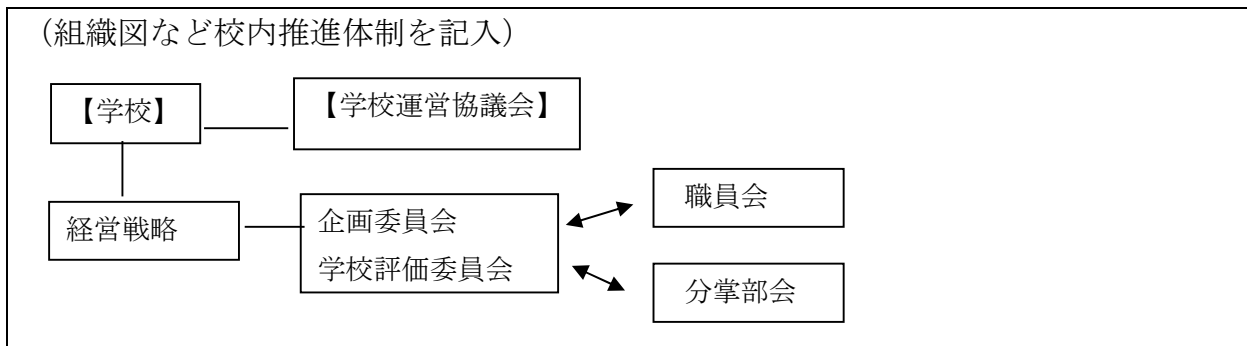 （組織図など校内推進体制を記入）
【学校】
【学校運営協議会】
経営戦略
企画委員会
学校評価委員会
職員会
分掌部会